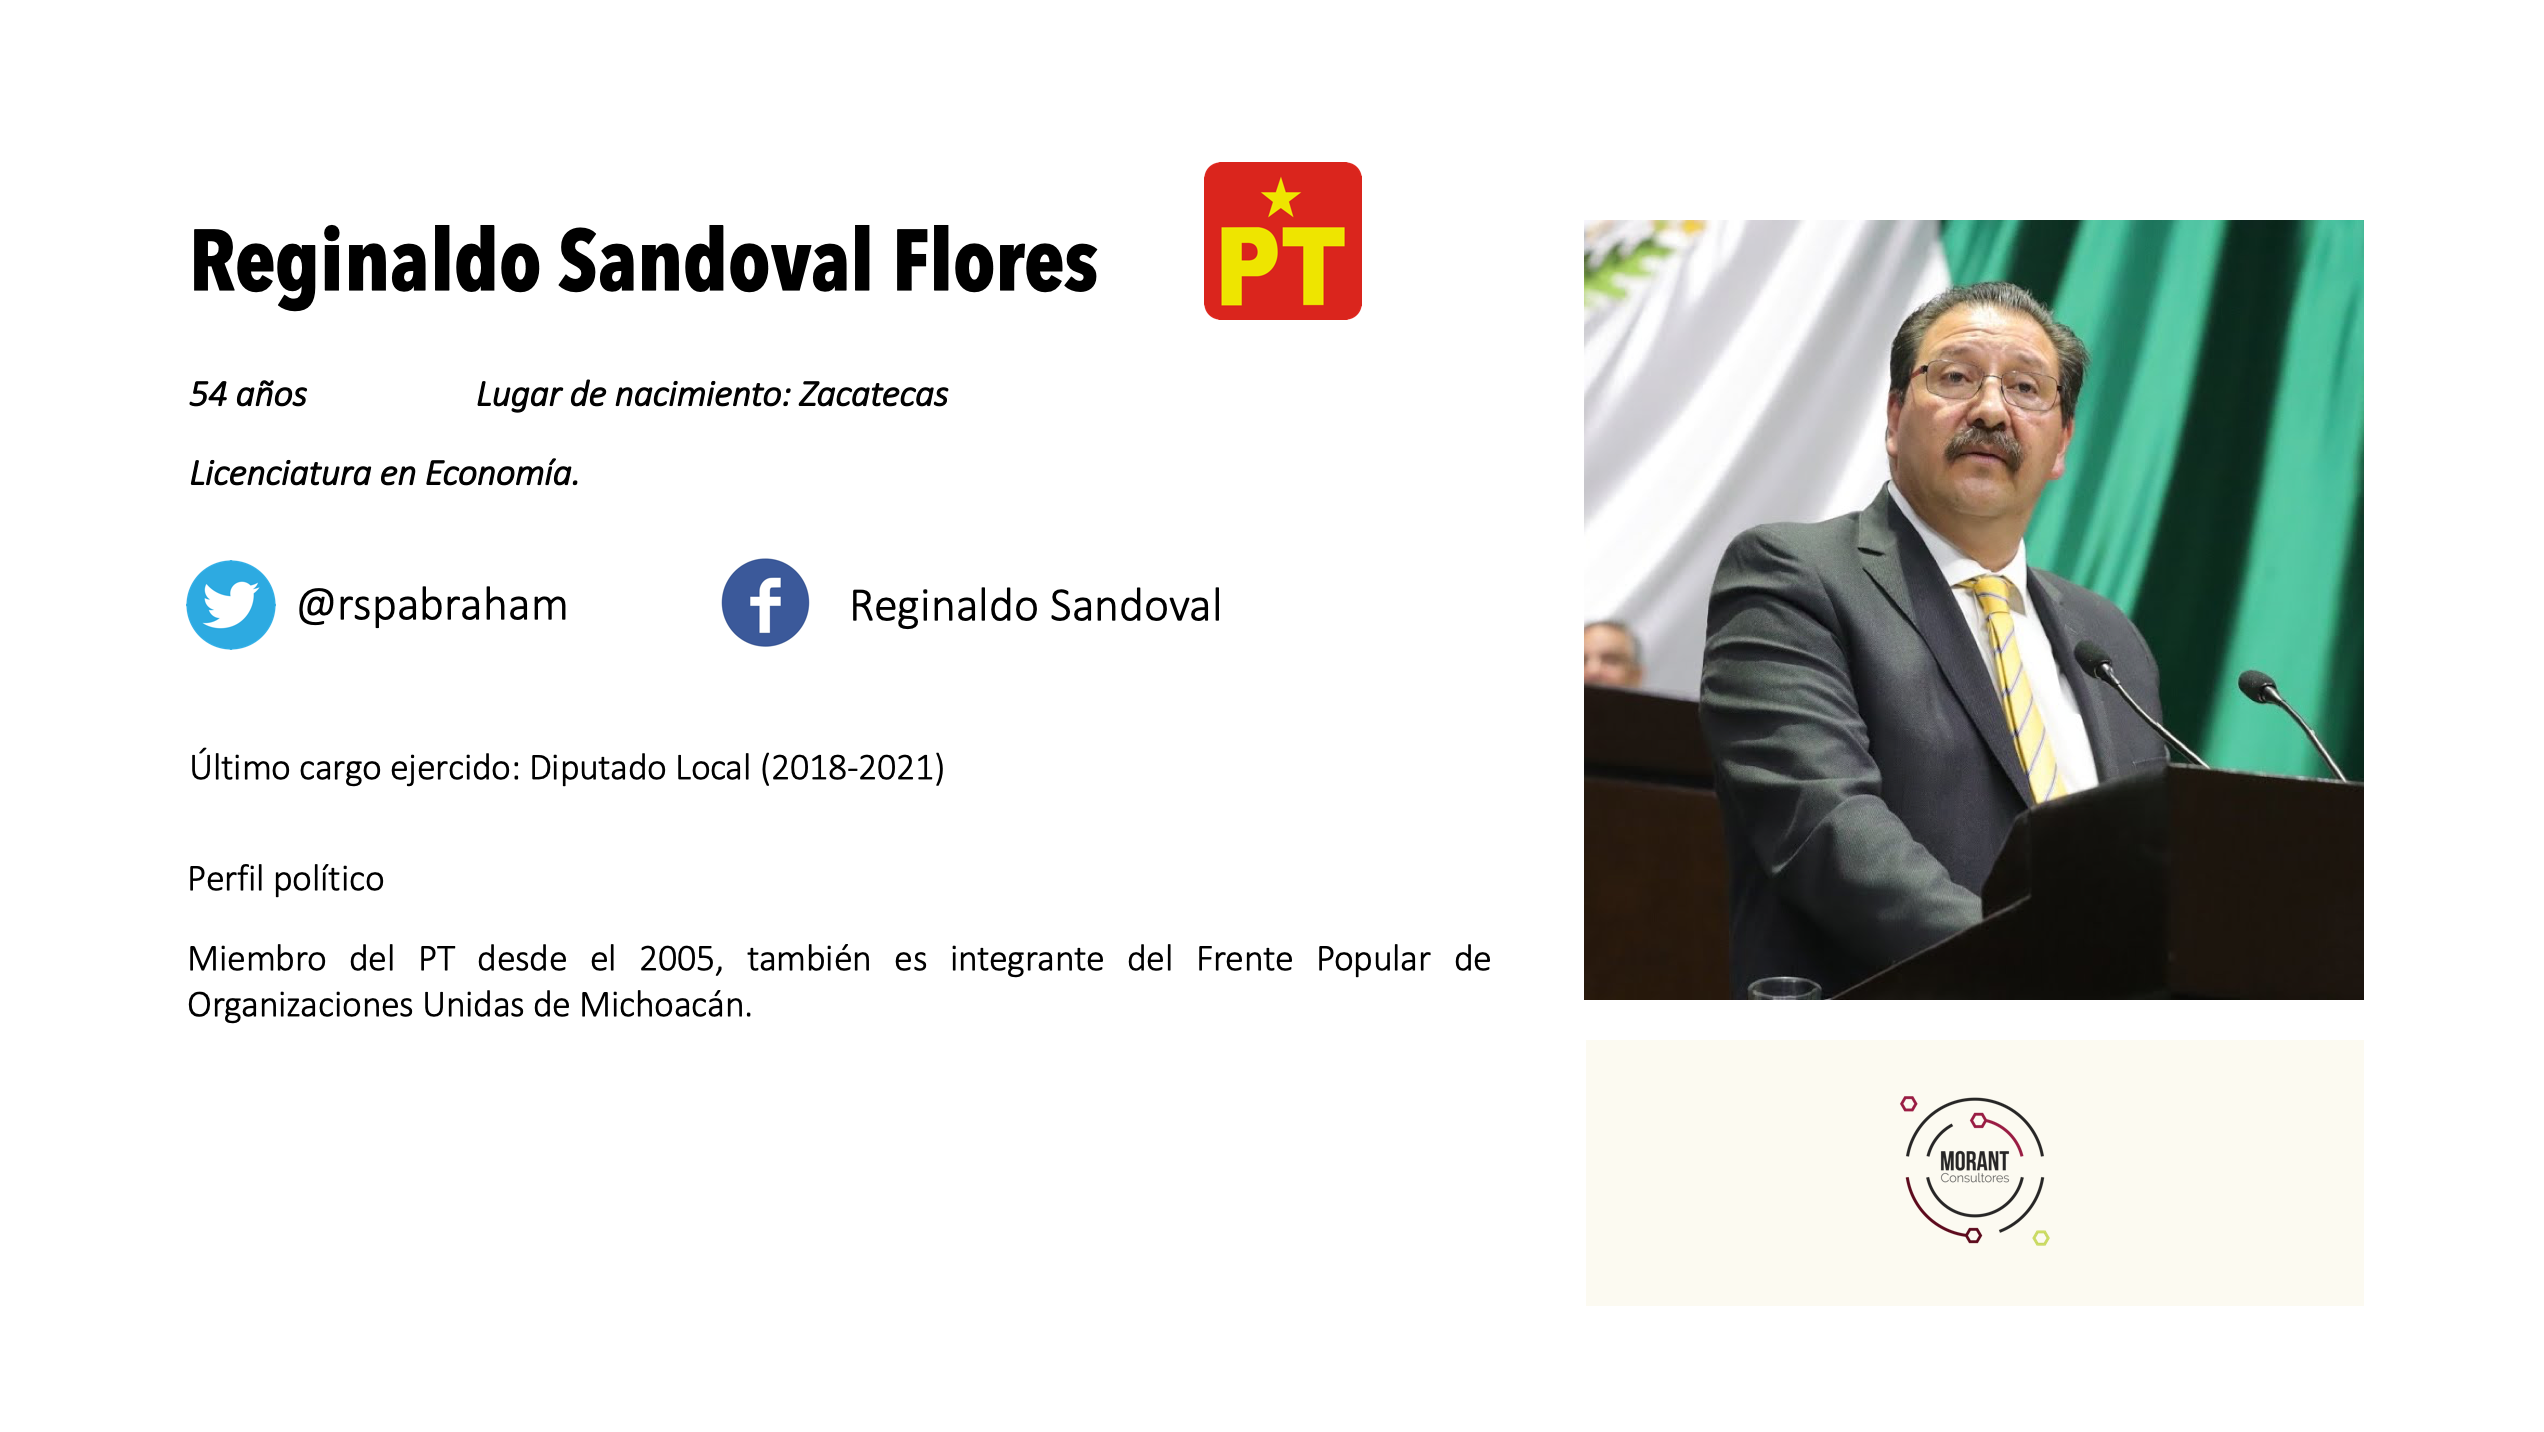 Reginaldo Sandoval Flores
PT
54 años Lugar de nacimiento: Zacatecas
Licenciatura en Economía.
@rspabraham Reginaldo Sandoval
Último cargo ejercido: Diputado Local (2018-2021)
Perfil político
Miembro del PT desde el 2005, también es integrante del Frente Popular de
Organizaciones Unidas de Michoacán.
MORANT
Consultores